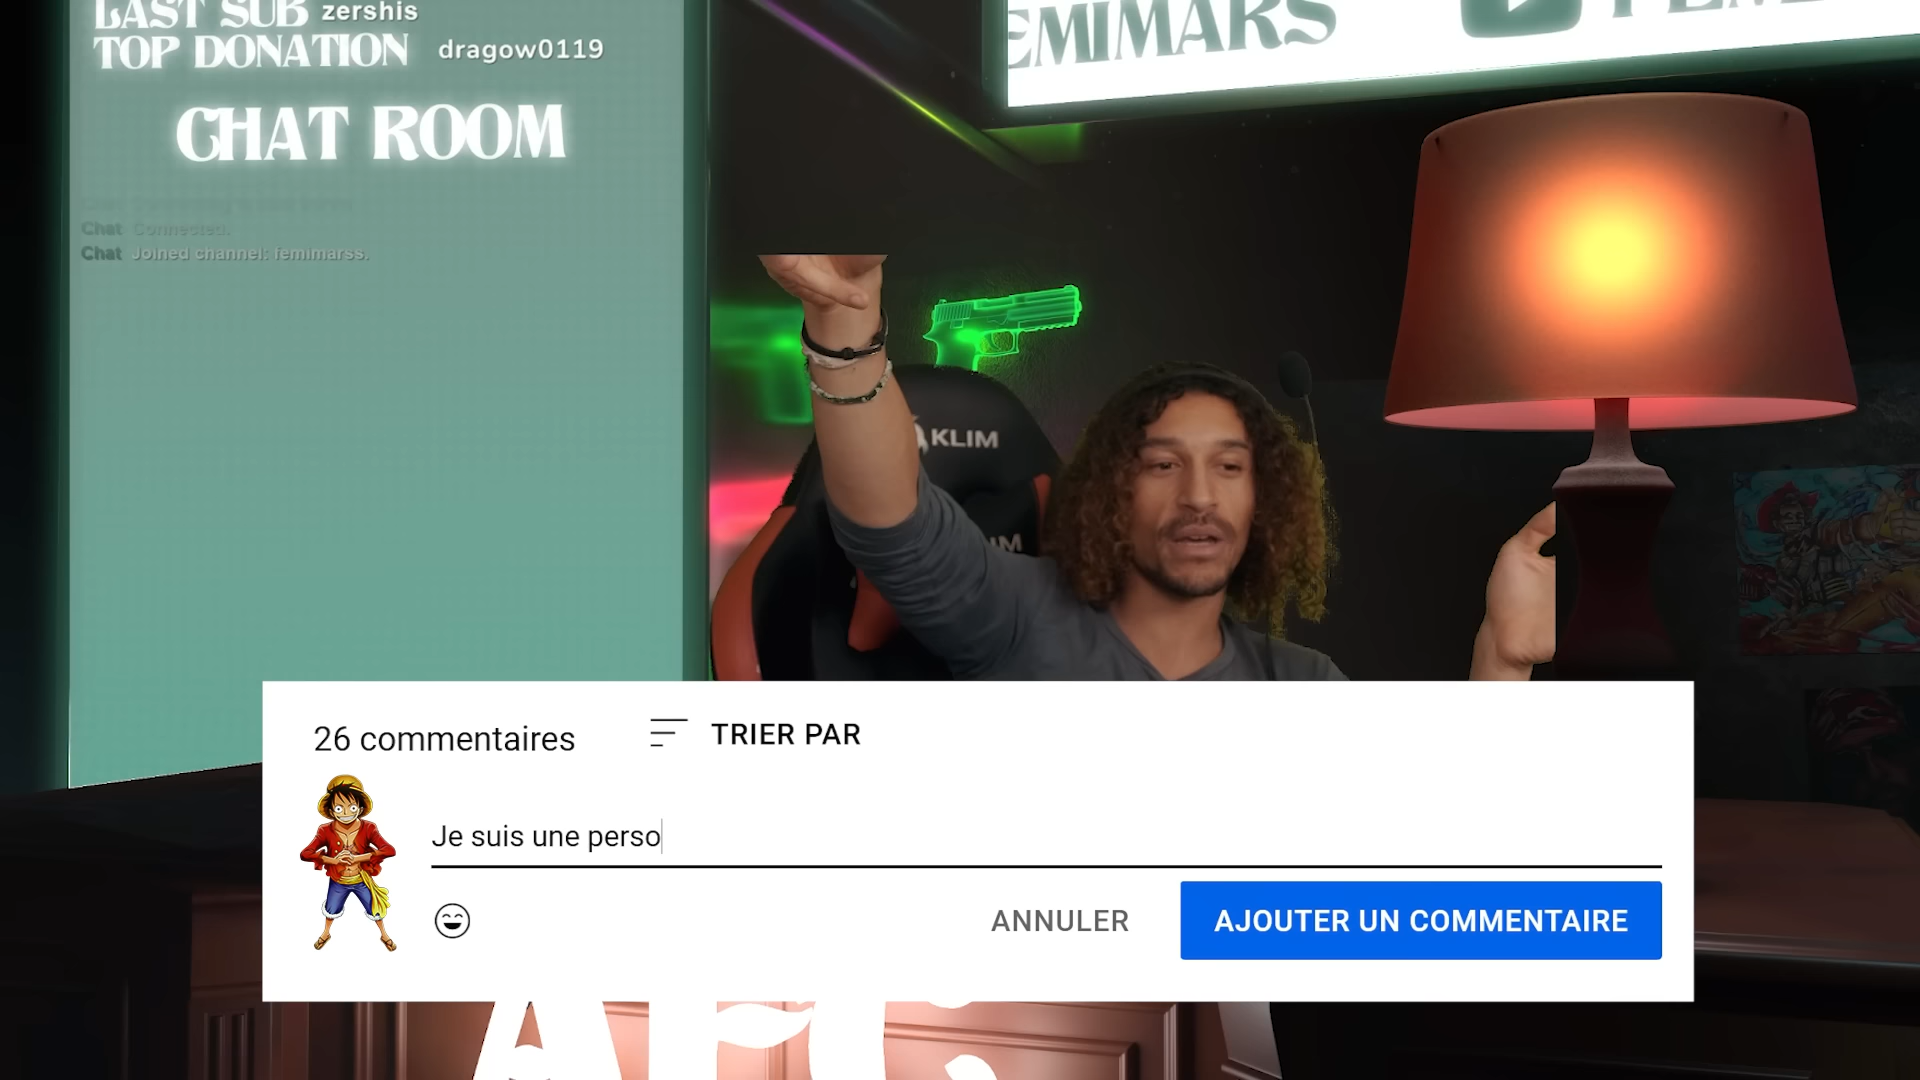 LAST SUB zershis
TOP DONATION dragow0119
CHAT ROOM
Chat Connected.
Chat Joined channel: femimarss.
EMIMARS
KLIM
26 commentaires
TRIER PAR
Je suis une perso
ANNULER
AJOUTER UN COMMENTAIRE